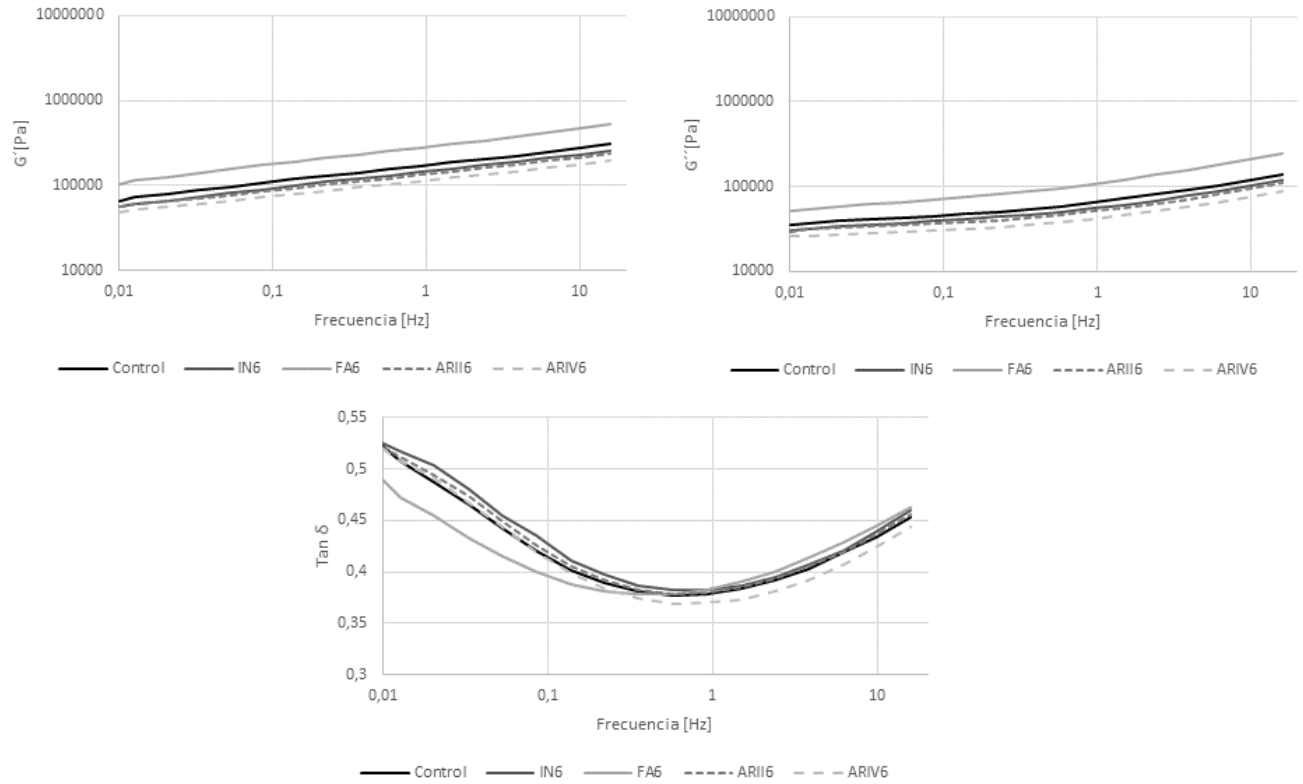 G´[Pa]
10000000
1000000
100000
10000
0,01 0,1 1 10
Frecuencia [Hz]
Control IN6 FA6 ARII6 ARIV6
G´´[Pa]
10000000
1000000
100000
10000
0,01 0,1 1 10
Frecuencia [Hz]
Control IN6 FA6 ARII6 ARIV6
Tan δ
0,55
0,5
0,45
0,4
0,35
0,3
0,01 0,1 1 10
Frecuencia [Hz]
Control IN6 FA6 ARII6 ARIV6